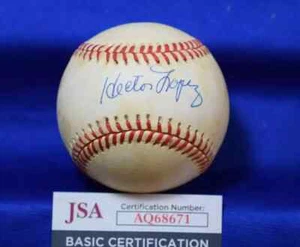 Hector Lopez
JSA
Certification Number:
AQ68671
BASIC CERTIFICATION